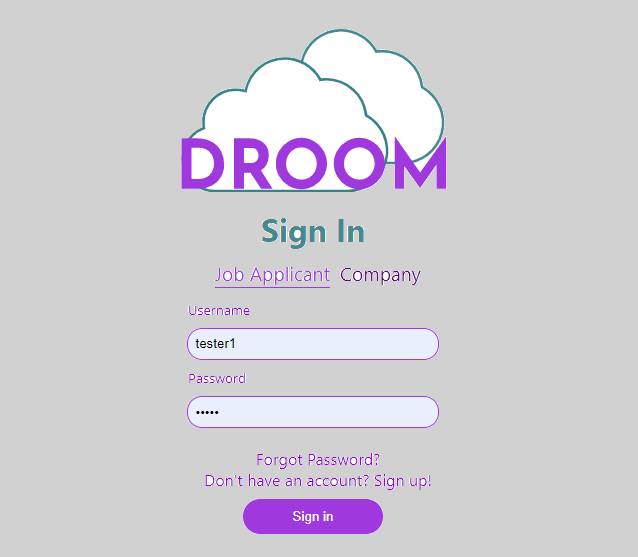 DROOM
Sign In
Job Applicant Company
Username
tester1
Password
•••••
Forgot Password?
Don't have an account? Sign up!
Sign in